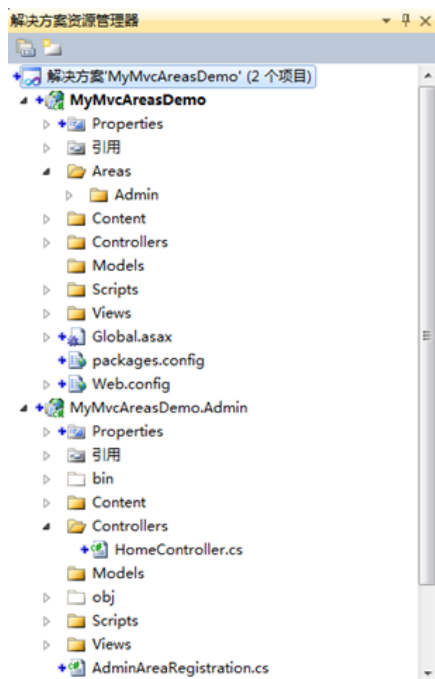 解决方案资源管理器
解决方案'MyMvcAreasDemo' (2 个项目)
MyMvcAreasDemo
Properties
引用
Areas
Admin
Content
Controllers
Models
Scripts
Views
Global.asax
packages.config
Web.config
MyMvcAreasDemo.Admin
Properties
引用
bin
Content
Controllers
HomeController.cs
Models
obj
Scripts
Views
AdminAreaRegistration.cs